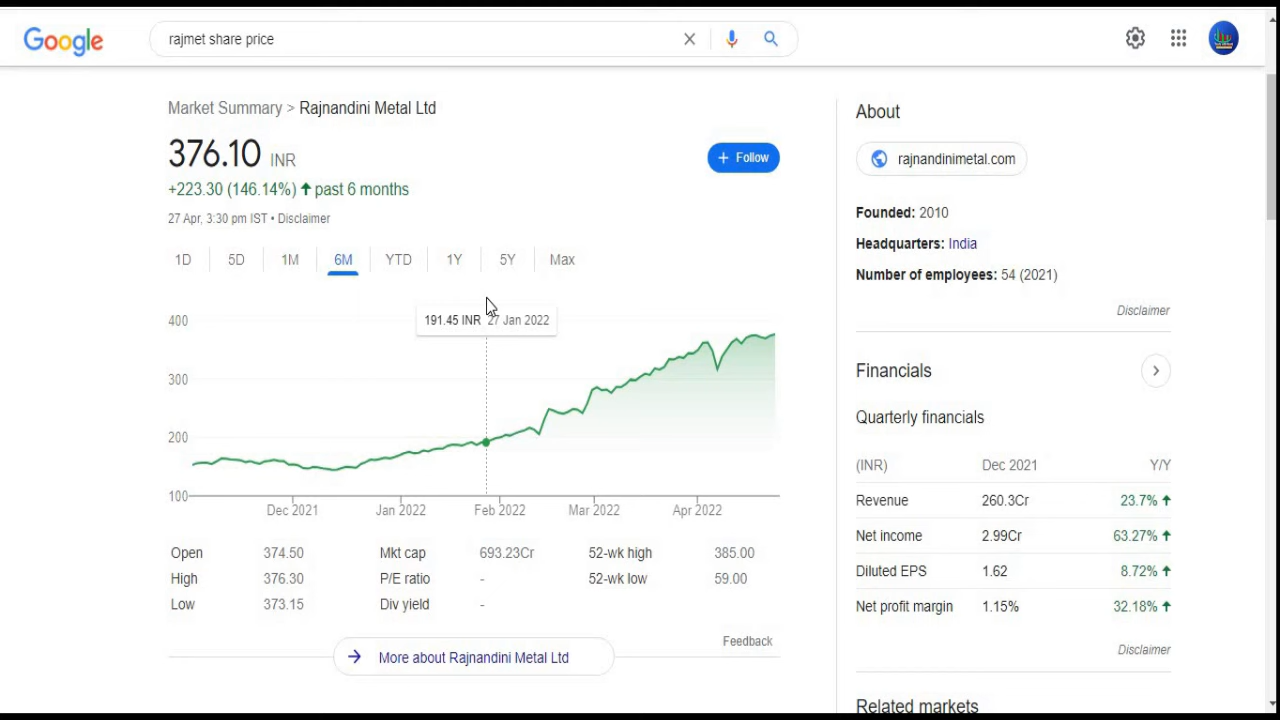 Google
rajmet share price
Market Summary > Rajnandini Metal Ltd
376.10 INR
+ Follow
+223.30 (146.14%) ↑ past 6 months
27 Apr, 3:30 pm IST • Disclaimer
1D 5D 1M 6M YTD 1Y 5Y Max
191.45 INR 27 Jan 2022
400
300
200
100
Dec 2021 Jan 2022 Feb 2022 Mar 2022 Apr 2022
Open 374.50 Mkt cap 693.23Cr 52-wk high 385.00
High 376.30 P/E ratio - 52-wk low 59.00
Low 373.15 Div yield -
Feedback
More about Rajnandini Metal Ltd
About
rajnandinimetal.com
Founded: 2010
Headquarters: India
Number of employees: 54 (2021)
Disclaimer
Financials
Quarterly financials
(INR) Dec 2021 Y/Y
Revenue 260.3Cr 23.7% ↑
Net income 2.99Cr 63.27% ↑
Diluted EPS 1.62 8.72% ↑
Net profit margin 1.15% 32.18% ↑
Disclaimer
Related markets